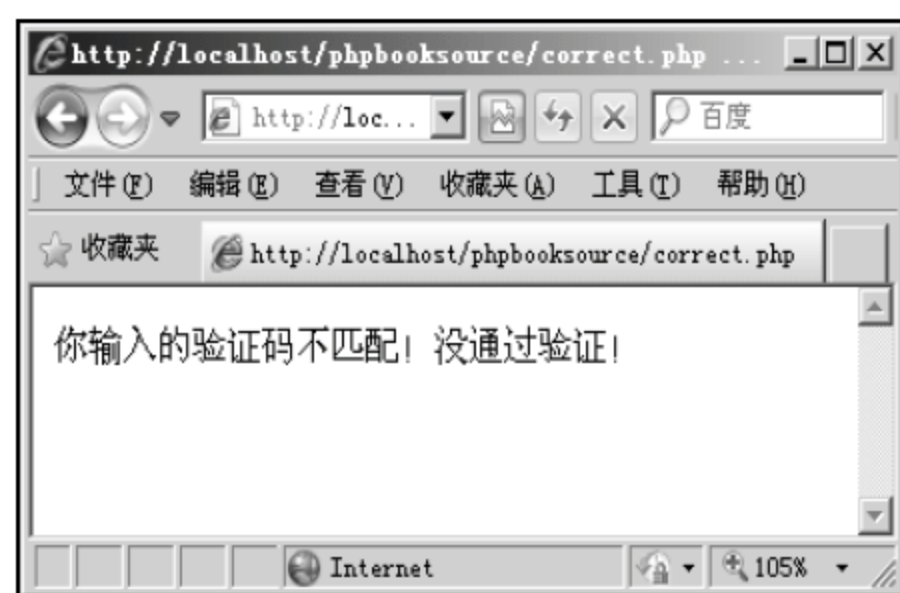 http://localhost/phpbooksource/correct.php ...
http://loc...
百度
文件(F) 编辑(E) 查看(V) 收藏夹(A) 工具(T) 帮助(H)
收藏夹 http://localhost/phpbooksource/correct.php
你输入的验证码不匹配！没通过验证！
Internet 105%